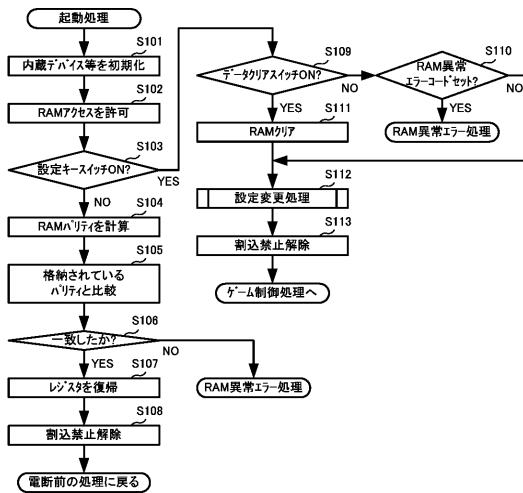 起動処理
S101
内蔵デバイス等を初期化
S102
RAMアクセスを許可
S103
設定キースイッチON?
YES
NO
S104
RAMパリティを計算
S105
格納されている
パリティと比較
S106
一致したか?
NO
YES
RAM異常エラー処理
S107
レジスタを復帰
S108
割込禁止解除
電断前の処理に戻る
S109
データクリアスイッチON?
NO
YES
S110
RAM異常
エラーコードセット?
NO
YES
RAM異常エラー処理
S111
RAMクリア
S112
設定変更処理
S113
割込禁止解除
ゲーム制御処理へ